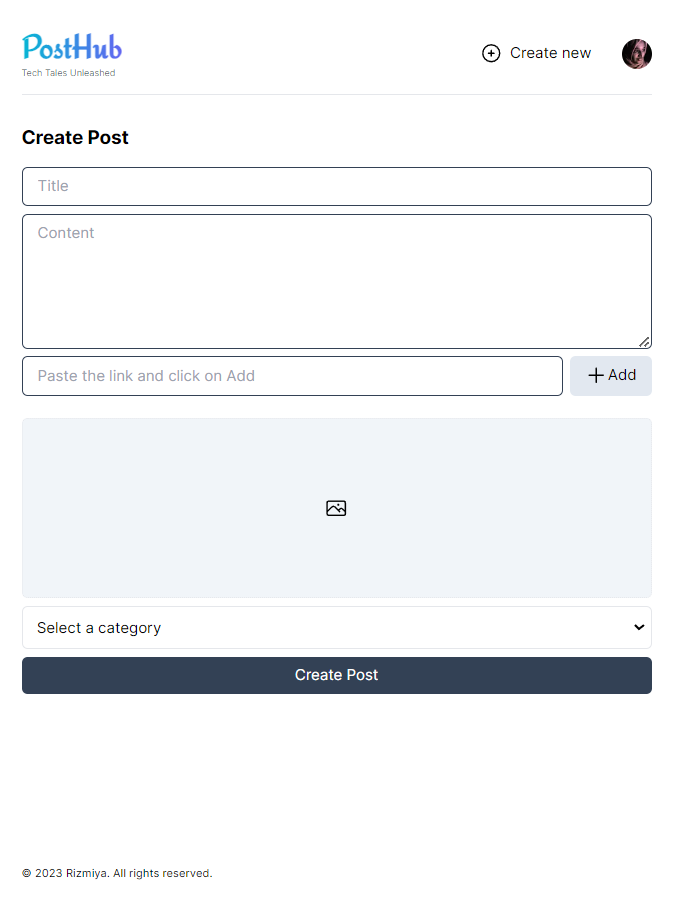 PostHub
Tech Tales Unleashed
Create new
Create Post
Title
Content
Paste the link and click on Add
Add
Select a category
Create Post
© 2023 Rizmiya. All rights reserved.